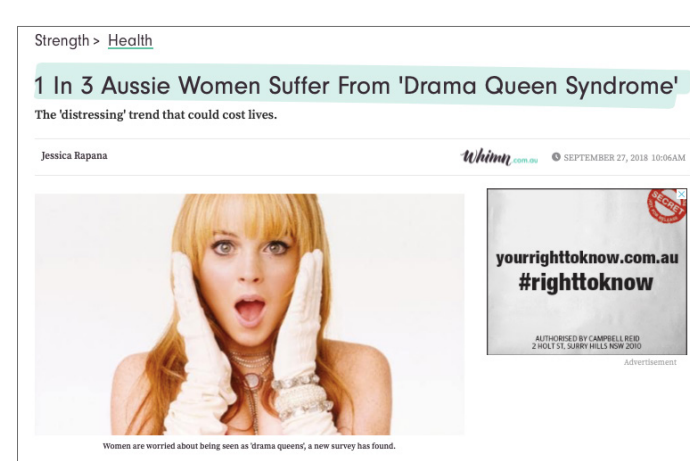 Strength > Health
1 In 3 Aussie Women Suffer From 'Drama Queen Syndrome'
The 'distressing' trend that could cost lives.
Jessica Rapana
Whimn.com.au
SEPTEMBER 27, 2018 10:06AM
SECRET
yourrighttoknow.com.au
#righttoknow
AUTHORISED BY CAMPBELL REID
2 HOLT ST, SURRY HILLS NSW 2010
Advertisement
Women are worried about being seen as 'drama queens', a new survey has found.